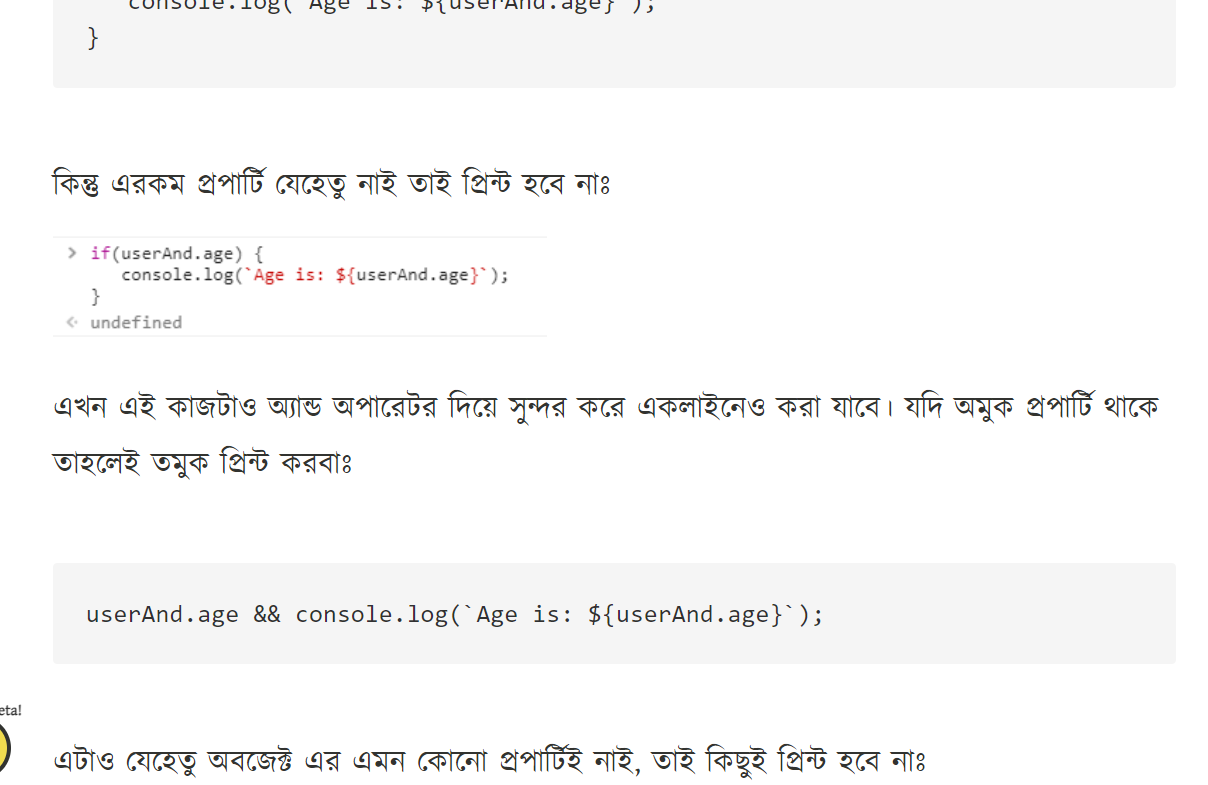 console.log(`Age is: ${userAnd.age}`);
}
কিন্তু এরকম প্রপার্টি যেহেতু নাই তাই প্রিন্ট হবে নাঃ
> if(userAnd.age) {
console.log(`Age is: ${userAnd.age}`);
}
<· undefined
এখন এই কাজটাও অ্যান্ড অপারেটর দিয়ে সুন্দর করে একলাইনেও করা যাবে। যদি অমুক প্রপার্টি থাকে
তাহলেই তমুক প্রিন্ট করবাঃ
userAnd.age && console.log(`Age is: ${userAnd.age}`);
eta!
এটাও যেহেতু অবজেক্ট এর এমন কোনো প্রপার্টিই নাই, তাই কিছুই প্রিন্ট হবে নাঃ